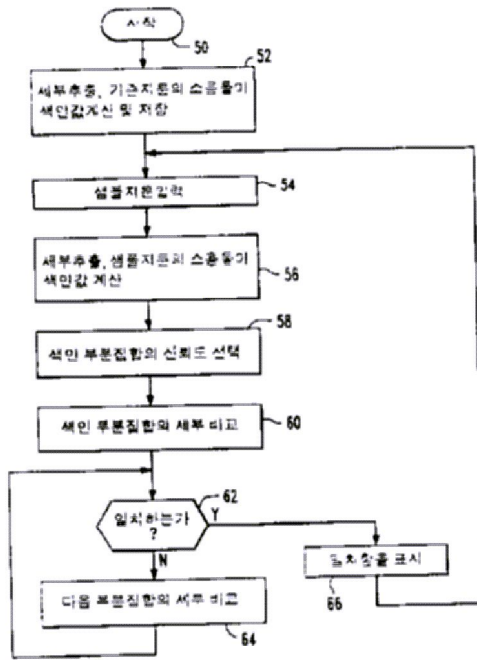 시작
50
52
세부추출, 기준지문의 소용돌이
색인값계산 및 저장
샘플지문입력
54
세부추출, 샘플지문의 소용돌이
색인값 계산
56
58
색인 부분집합의 신뢰도 선택
색인 부분집합의 세부 비교
60
62
일치하는가
?
Y
N
일치함을 표시
66
다음 부분집합의 세부 비교
64